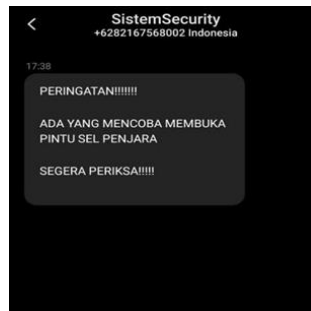 SistemSecurity
+6282167568002 Indonesia
17:38
PERINGATAN!!!!!!!
ADA YANG MENCOBA MEMBUKA
PINTU SEL PENJARA
SEGERA PERIKSA!!!!!